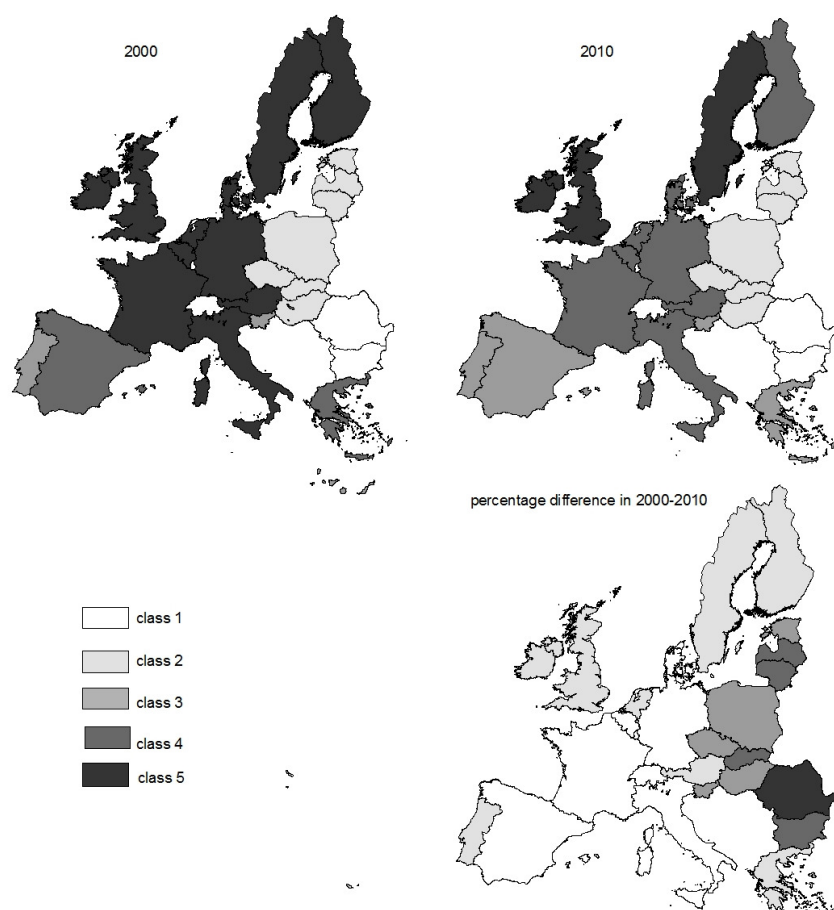 2000
2010
percentage difference in 2000-2010
class 1
class 2
class 3
class 4
class 5